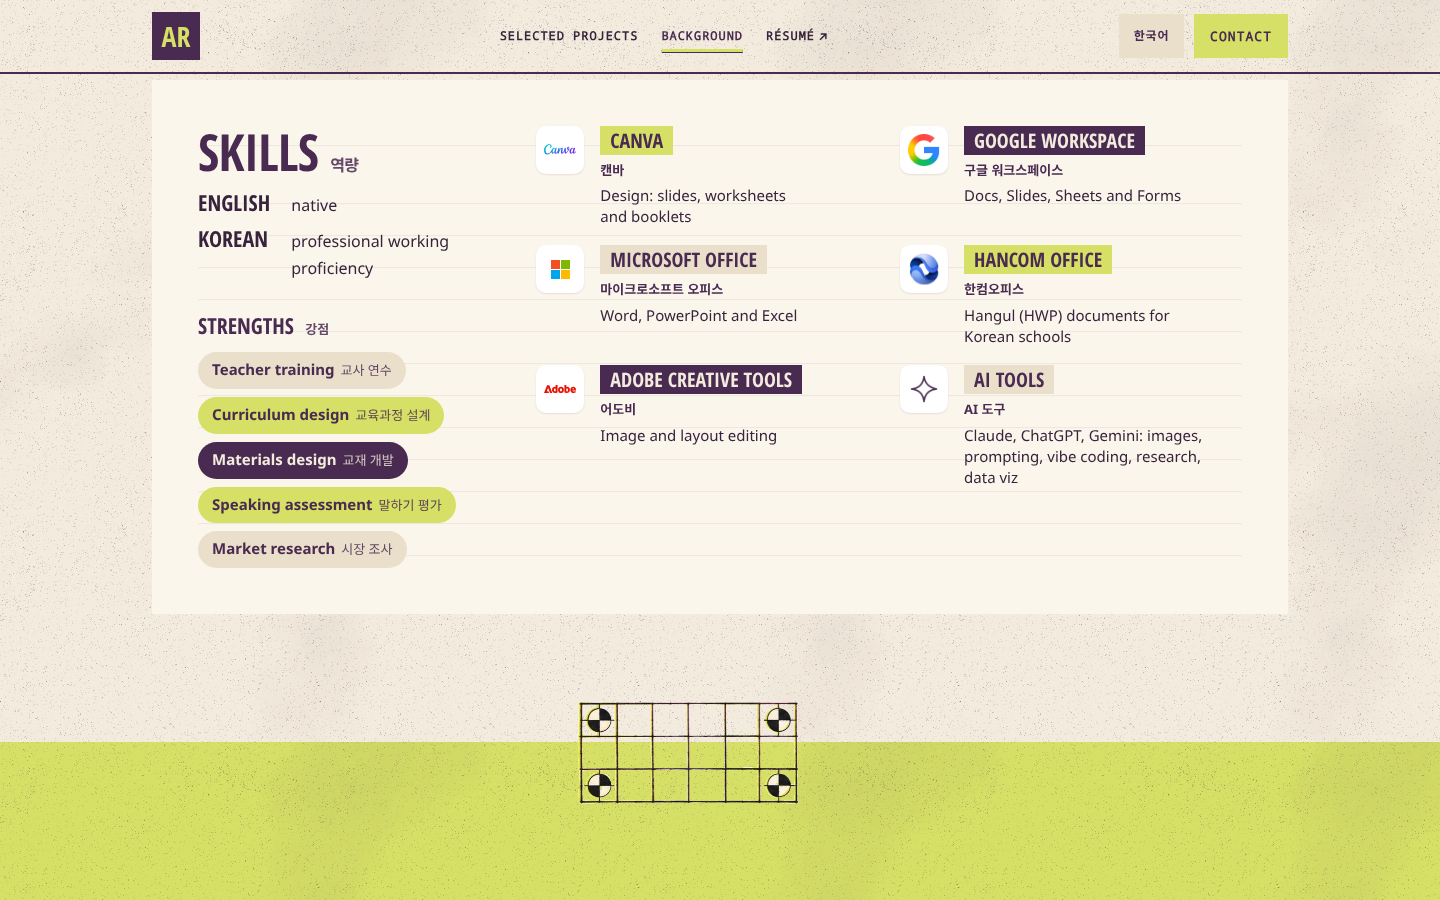 AR
SELECTED PROJECTS
BACKGROUND
RÉSUMÉ ↗
한국어
CONTACT
SKILLS 역량
ENGLISH native
KOREAN professional working
proficiency
STRENGTHS 강점
Teacher training 교사 연수
Curriculum design 교육과정 설계
Materials design 교재 개발
Speaking assessment 말하기 평가
Market research 시장 조사
Canva
CANVA
캔바
Design: slides, worksheets
and booklets
GOOGLE WORKSPACE
구글 워크스페이스
Docs, Slides, Sheets and Forms
MICROSOFT OFFICE
마이크로소프트 오피스
Word, PowerPoint and Excel
HANCOM OFFICE
한컴오피스
Hangul (HWP) documents for
Korean schools
Adobe
ADOBE CREATIVE TOOLS
어도비
Image and layout editing
AI TOOLS
AI 도구
Claude, ChatGPT, Gemini: images,
prompting, vibe coding, research,
data viz